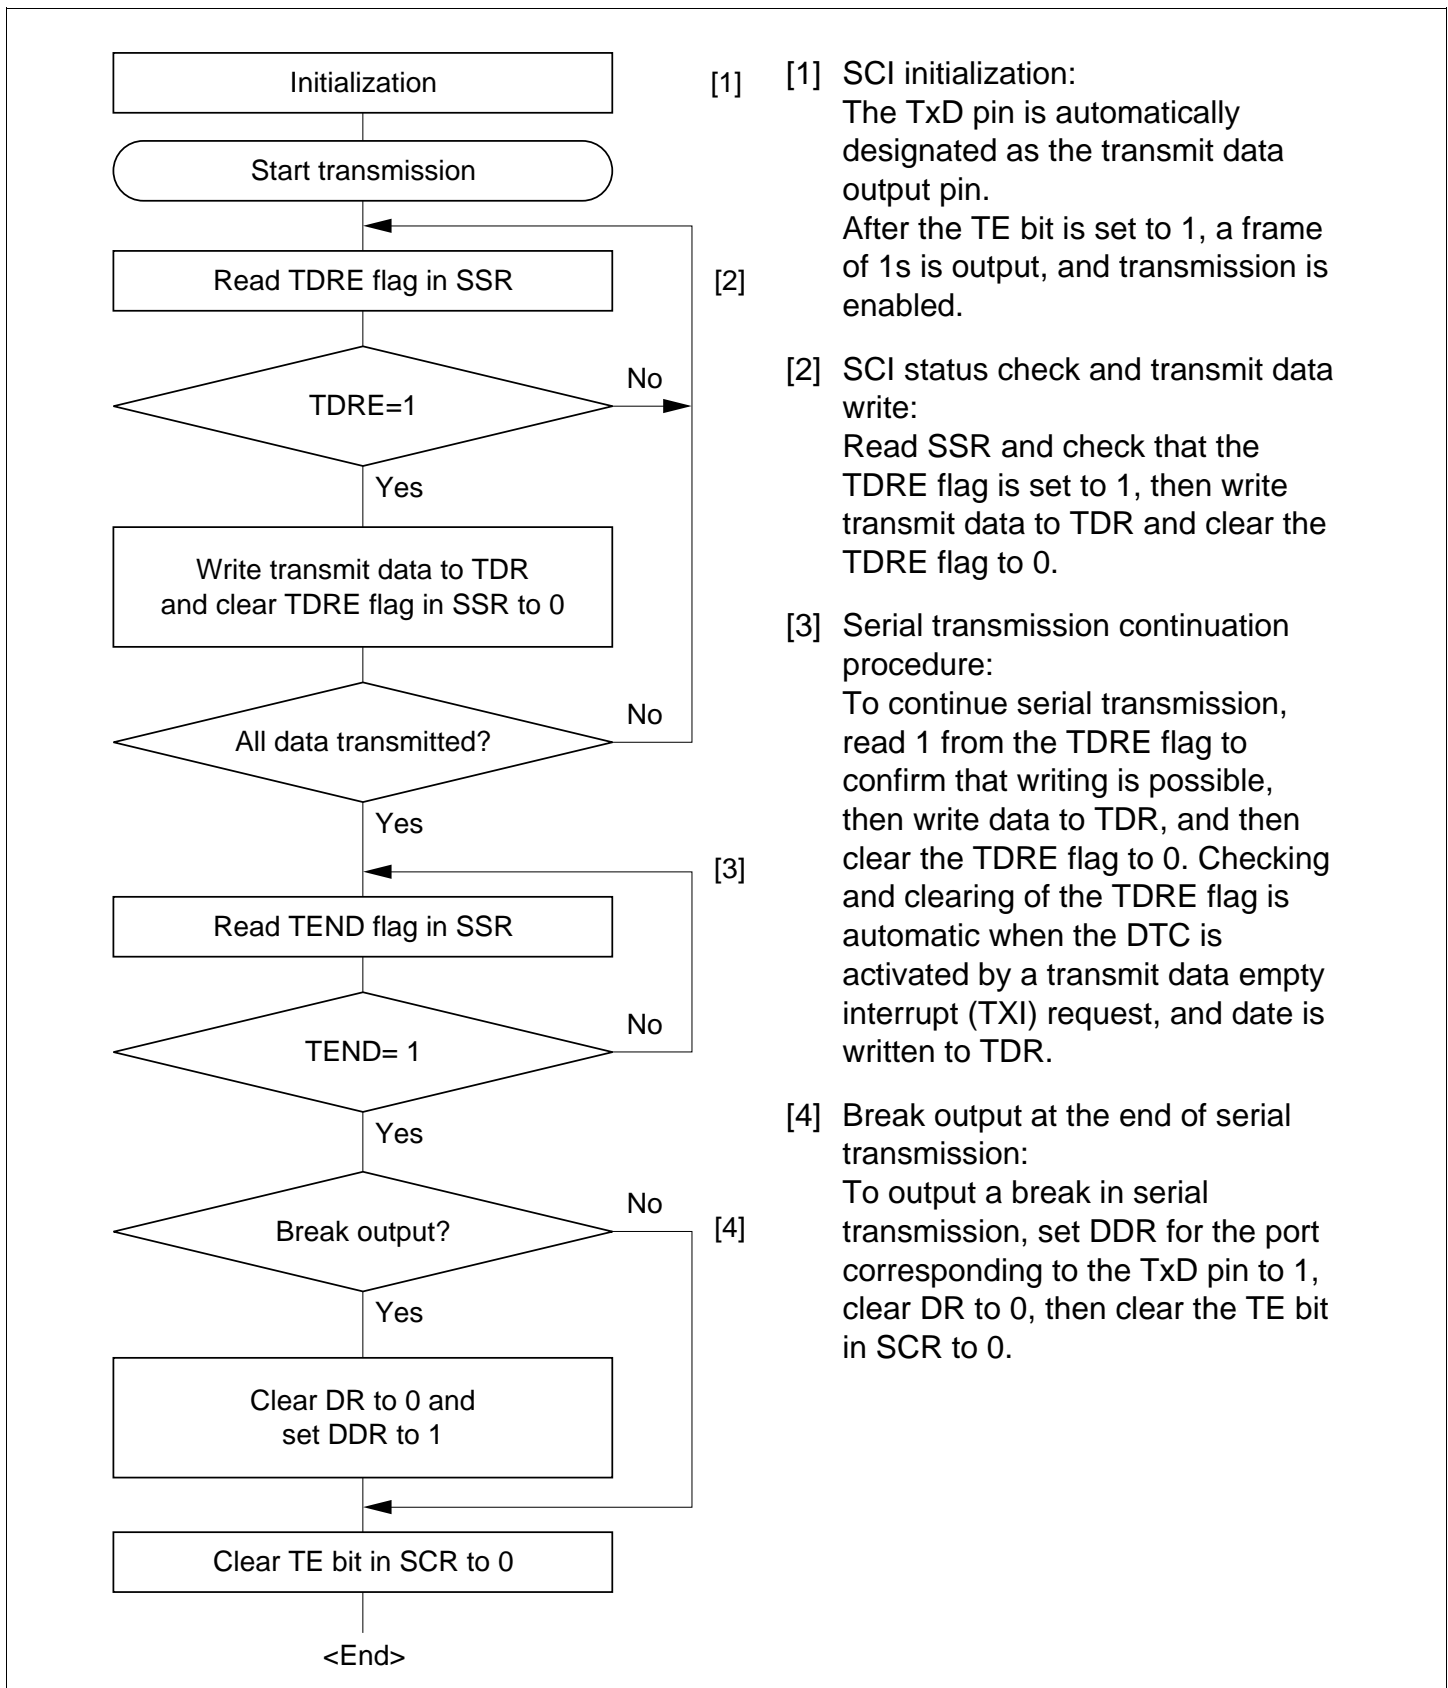 Initialization
[1]
Start transmission
Read TDRE flag in SSR
[2]
TDRE=1
No
Yes
Write transmit data to TDR
and clear TDRE flag in SSR to 0
All data transmitted?
No
Yes
[3]
Read TEND flag in SSR
TEND= 1
No
Yes
Break output?
No
[4]
Yes
Clear DR to 0 and
set DDR to 1
Clear TE bit in SCR to 0
<End>
[1] SCI initialization:
The TxD pin is automatically
designated as the transmit data
output pin.
After the TE bit is set to 1, a frame
of 1s is output, and transmission is
enabled.
[2] SCI status check and transmit data
write:
Read SSR and check that the
TDRE flag is set to 1, then write
transmit data to TDR and clear the
TDRE flag to 0.
[3] Serial transmission continuation
procedure:
To continue serial transmission,
read 1 from the TDRE flag to
confirm that writing is possible,
then write data to TDR, and then
clear the TDRE flag to 0. Checking
and clearing of the TDRE flag is
automatic when the DTC is
activated by a transmit data empty
interrupt (TXI) request, and date is
written to TDR.
[4] Break output at the end of serial
transmission:
To output a break in serial
transmission, set DDR for the port
corresponding to the TxD pin to 1,
clear DR to 0, then clear the TE bit
in SCR to 0.